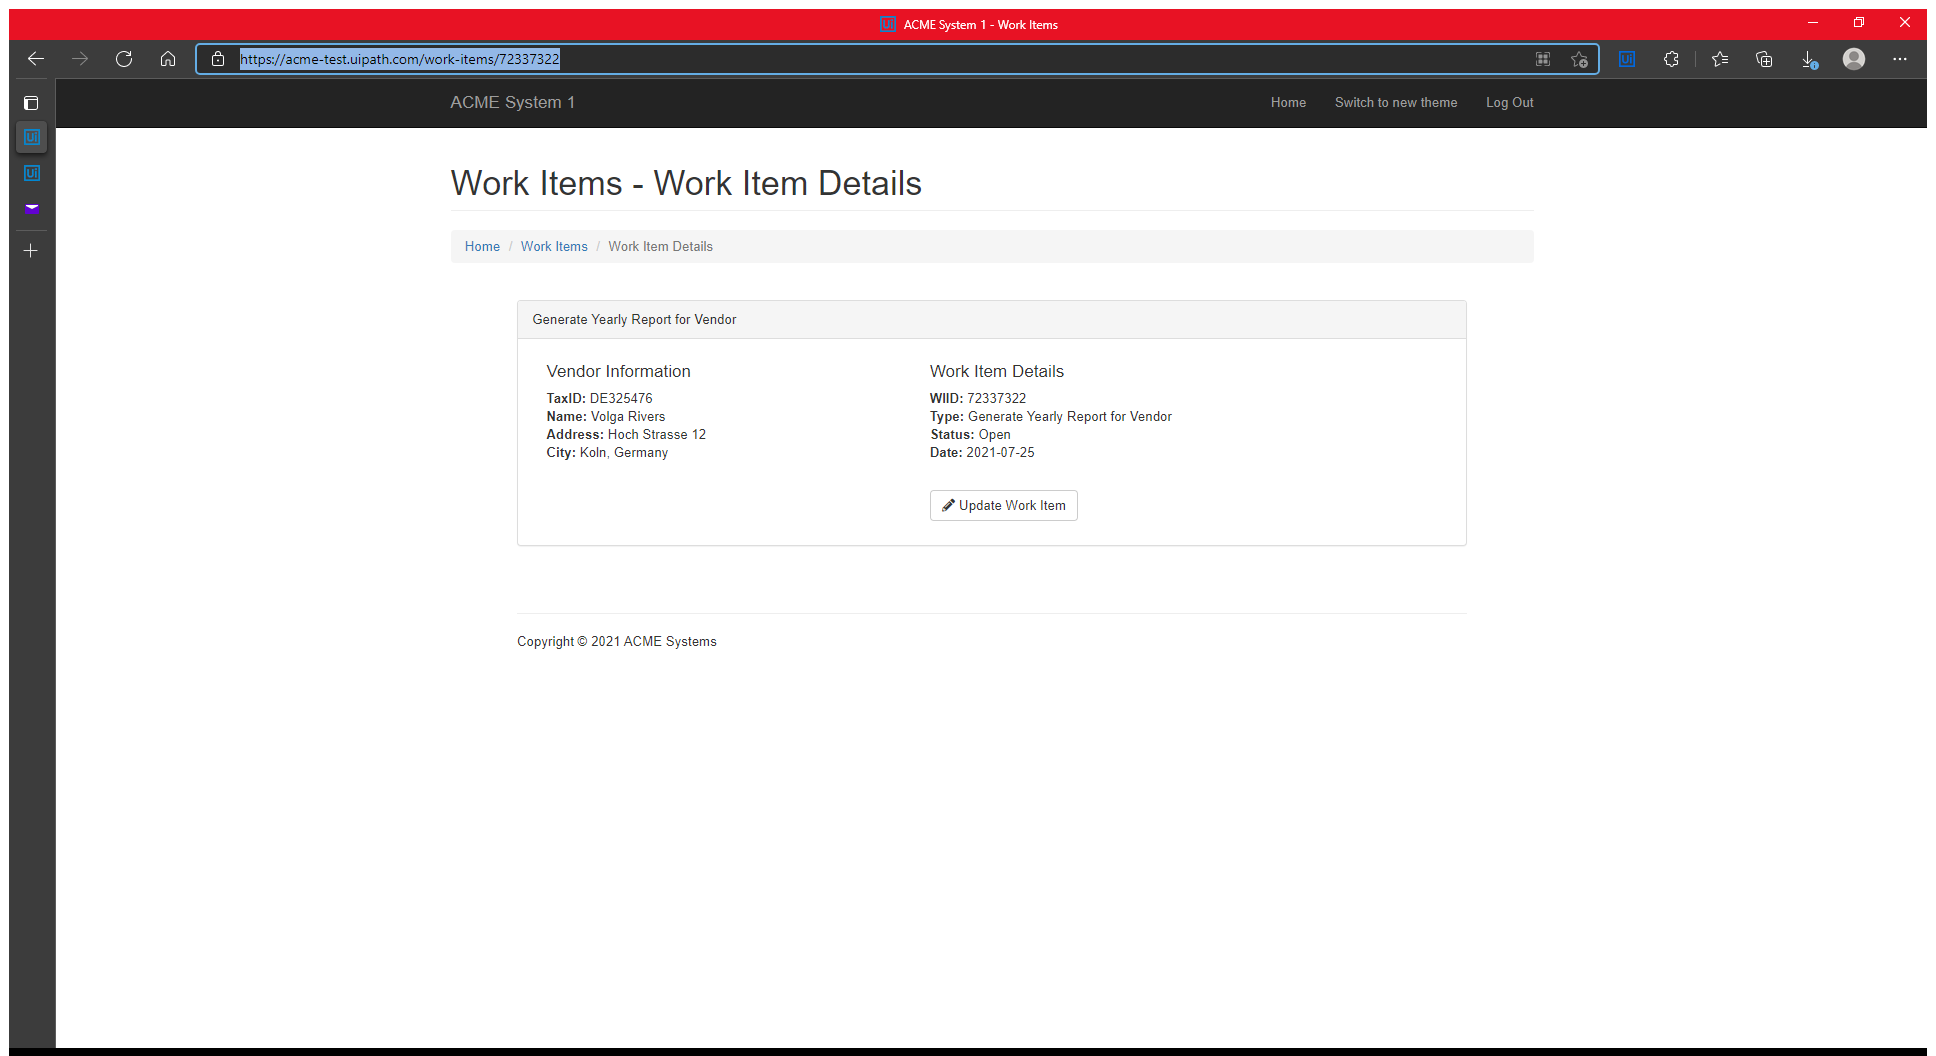 ACME System 1 - Work Items
https://acme-test.uipath.com/work-items/72337322
ACME System 1
Home
Switch to new theme
Log Out
Work Items - Work Item Details
Home / Work Items / Work Item Details
Generate Yearly Report for Vendor
Vendor Information
TaxID: DE325476
Name: Volga Rivers
Address: Hoch Strasse 12
City: Koln, Germany
Work Item Details
WIID: 72337322
Type: Generate Yearly Report for Vendor
Status: Open
Date: 2021-07-25
Update Work Item
Copyright © 2021 ACME Systems